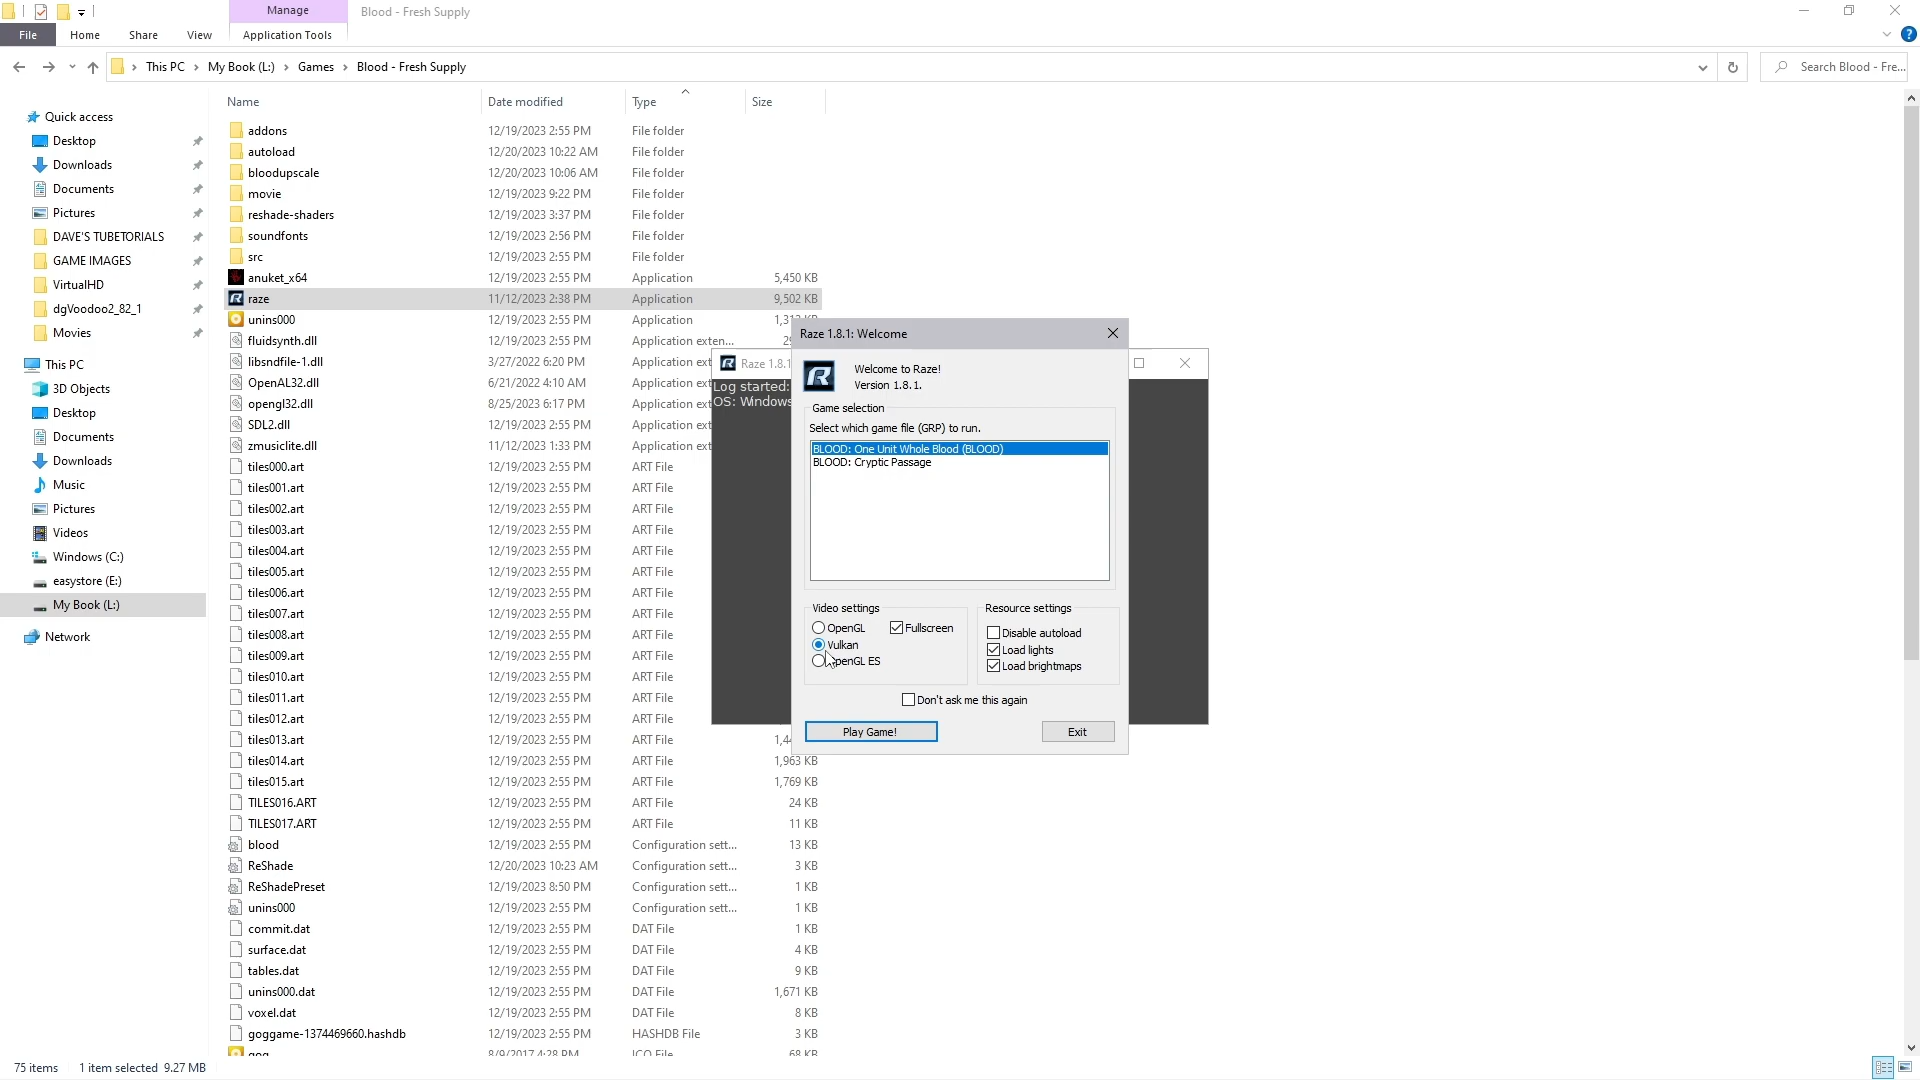 Manage
Blood - Fresh Supply
File
Home
Share
View
Application Tools
This PC
My Book (L:)
Games
Blood - Fresh Supply
Search Blood - Fre...
Name
Date modified
Type
Size
Quick access
Desktop
Downloads
Documents
Pictures
DAVE'S TUBETORIALS
GAME IMAGES
VirtualHD
dgVoodoo2_82_1
Movies
This PC
3D Objects
Desktop
Documents
Downloads
Music
Pictures
Videos
Windows (C:)
easystore (E:)
My Book (L:)
Network
addons 12/19/2023 2:55 PM File folder
autoload 12/20/2023 10:22 AM File folder
bloodupscale 12/20/2023 10:06 AM File folder
movie 12/19/2023 9:22 PM File folder
reshade-shaders 12/19/2023 3:37 PM File folder
soundfonts 12/19/2023 2:56 PM File folder
src 12/19/2023 2:55 PM File folder
anuket_x64 12/19/2023 2:55 PM Application 5,450 KB
raze 11/12/2023 2:38 PM Application 9,502 KB
unins000 12/19/2023 2:55 PM Application
fluidsynth.dll 12/19/2023 2:55 PM Application exten...
libsndfile-1.dll 3/27/2022 6:20 PM Application ext
OpenAL32.dll 6/21/2022 4:10 AM Application ext
opengl32.dll 8/25/2023 6:17 PM Application ext
SDL2.dll 12/19/2023 2:55 PM Application ext
zmusiclite.dll 11/12/2023 1:33 PM Application ext
tiles000.art 12/19/2023 2:55 PM ART File
tiles001.art 12/19/2023 2:55 PM ART File
tiles002.art 12/19/2023 2:55 PM ART File
tiles003.art 12/19/2023 2:55 PM ART File
tiles004.art 12/19/2023 2:55 PM ART File
tiles005.art 12/19/2023 2:55 PM ART File
tiles006.art 12/19/2023 2:55 PM ART File
tiles007.art 12/19/2023 2:55 PM ART File
tiles008.art 12/19/2023 2:55 PM ART File
tiles009.art 12/19/2023 2:55 PM ART File
tiles010.art 12/19/2023 2:55 PM ART File
tiles011.art 12/19/2023 2:55 PM ART File
tiles012.art 12/19/2023 2:55 PM ART File
tiles013.art 12/19/2023 2:55 PM ART File
tiles014.art 12/19/2023 2:55 PM ART File 1,963 KB
tiles015.art 12/19/2023 2:55 PM ART File 1,769 KB
TILES016.ART 12/19/2023 2:55 PM ART File 24 KB
TILES017.ART 12/19/2023 2:55 PM ART File 11 KB
blood 12/19/2023 2:55 PM Configuration sett... 13 KB
ReShade 12/20/2023 10:23 AM Configuration sett... 3 KB
ReShadePreset 12/19/2023 8:50 PM Configuration sett... 1 KB
unins000 12/19/2023 2:55 PM Configuration sett... 1 KB
commit.dat 12/19/2023 2:55 PM DAT File 1 KB
surface.dat 12/19/2023 2:55 PM DAT File 4 KB
tables.dat 12/19/2023 2:55 PM DAT File 9 KB
unins000.dat 12/19/2023 2:55 PM DAT File 1,671 KB
voxel.dat 12/19/2023 2:55 PM DAT File 8 KB
goggame-1374469660.hashdb 12/19/2023 2:55 PM HASHDB File 3 KB
gog 8/9/2017 4:28 PM ICO File 68 KB
Raze 1.8.1
Log started:
OS: Windows
Raze 1.8.1: Welcome
Welcome to Raze!
Version 1.8.1.
Game selection
Select which game file (GRP) to run.
BLOOD: One Unit Whole Blood (BLOOD)
BLOOD: Cryptic Passage
Video settings
OpenGL
Fullscreen
Vulkan
OpenGL ES
Resource settings
Disable autoload
Load lights
Load brightmaps
Don't ask me this again
Play Game!
Exit
75 items
1 item selected 9.27 MB